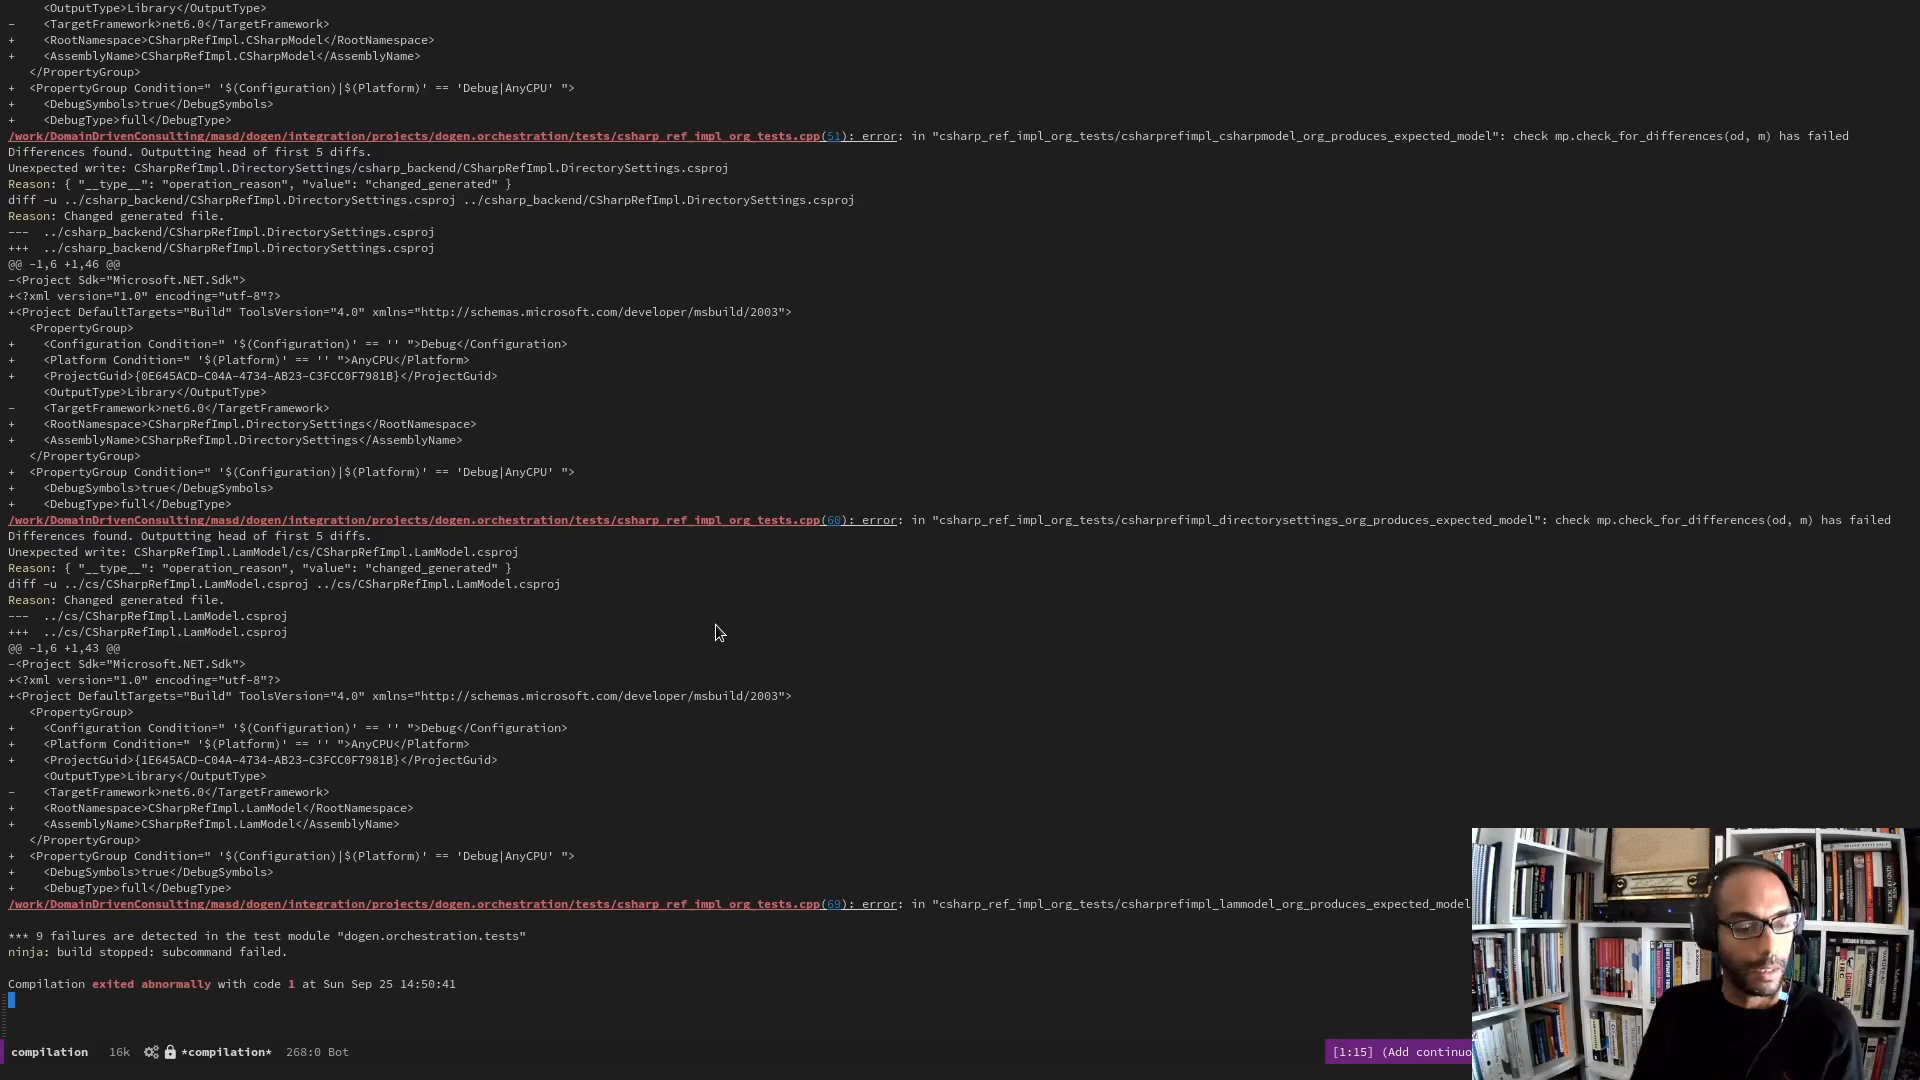 <OutputType>Library</OutputType>
-    <TargetFramework>net6.0</TargetFramework>
+    <RootNamespace>CSharpRefImpl.CSharpModel</RootNamespace>
+    <AssemblyName>CSharpRefImpl.CSharpModel</AssemblyName>
   </PropertyGroup>
+  <PropertyGroup Condition=" '$(Configuration)|$(Platform)' == 'Debug|AnyCPU' ">
+    <DebugSymbols>true</DebugSymbols>
+    <DebugType>full</DebugType>
/work/DomainDrivenConsulting/masd/dogen/integration/projects/dogen.orchestration/tests/csharp_ref_impl_org_tests.cpp(51): error: in "csharp_ref_impl_org_tests/csharprefimpl_csharpmodel_org_produces_expected_model": check mp.check_for_differences(od, m) has failed
Differences found. Outputting head of first 5 diffs.
Unexpected write: CSharpRefImpl.DirectorySettings/csharp_backend/CSharpRefImpl.DirectorySettings.csproj
Reason: { "__type__": "operation_reason", "value": "changed_generated" }
diff -u ../csharp_backend/CSharpRefImpl.DirectorySettings.csproj ../csharp_backend/CSharpRefImpl.DirectorySettings.csproj
Reason: Changed generated file.
---  ../csharp_backend/CSharpRefImpl.DirectorySettings.csproj
+++  ../csharp_backend/CSharpRefImpl.DirectorySettings.csproj
@@ -1,6 +1,46 @@
-<Project Sdk="Microsoft.NET.Sdk">
+<?xml version="1.0" encoding="utf-8"?>
+<Project DefaultTargets="Build" ToolsVersion="4.0" xmlns="http://schemas.microsoft.com/developer/msbuild/2003">
   <PropertyGroup>
+    <Configuration Condition=" '$(Configuration)' == '' ">Debug</Configuration>
+    <Platform Condition=" '$(Platform)' == '' ">AnyCPU</Platform>
+    <ProjectGuid>{0E645ACD-C04A-4734-AB23-C3FCC0F7981B}</ProjectGuid>
     <OutputType>Library</OutputType>
-    <TargetFramework>net6.0</TargetFramework>
+    <RootNamespace>CSharpRefImpl.DirectorySettings</RootNamespace>
+    <AssemblyName>CSharpRefImpl.DirectorySettings</AssemblyName>
   </PropertyGroup>
+  <PropertyGroup Condition=" '$(Configuration)|$(Platform)' == 'Debug|AnyCPU' ">
+    <DebugSymbols>true</DebugSymbols>
+    <DebugType>full</DebugType>
/work/DomainDrivenConsulting/masd/dogen/integration/projects/dogen.orchestration/tests/csharp_ref_impl_org_tests.cpp(60): error: in "csharp_ref_impl_org_tests/csharprefimpl_directorysettings_org_produces_expected_model": check mp.check_for_differences(od, m) has failed
Differences found. Outputting head of first 5 diffs.
Unexpected write: CSharpRefImpl.LamModel/cs/CSharpRefImpl.LamModel.csproj
Reason: { "__type__": "operation_reason", "value": "changed_generated" }
diff -u ../cs/CSharpRefImpl.LamModel.csproj ../cs/CSharpRefImpl.LamModel.csproj
Reason: Changed generated file.
---  ../cs/CSharpRefImpl.LamModel.csproj
+++  ../cs/CSharpRefImpl.LamModel.csproj
@@ -1,6 +1,43 @@
-<Project Sdk="Microsoft.NET.Sdk">
+<?xml version="1.0" encoding="utf-8"?>
+<Project DefaultTargets="Build" ToolsVersion="4.0" xmlns="http://schemas.microsoft.com/developer/msbuild/2003">
   <PropertyGroup>
+    <Configuration Condition=" '$(Configuration)' == '' ">Debug</Configuration>
+    <Platform Condition=" '$(Platform)' == '' ">AnyCPU</Platform>
+    <ProjectGuid>{1E645ACD-C04A-4734-AB23-C3FCC0F7981B}</ProjectGuid>
     <OutputType>Library</OutputType>
-    <TargetFramework>net6.0</TargetFramework>
+    <RootNamespace>CSharpRefImpl.LamModel</RootNamespace>
+    <AssemblyName>CSharpRefImpl.LamModel</AssemblyName>
   </PropertyGroup>
+  <PropertyGroup Condition=" '$(Configuration)|$(Platform)' == 'Debug|AnyCPU' ">
+    <DebugSymbols>true</DebugSymbols>
+    <DebugType>full</DebugType>
/work/DomainDrivenConsulting/masd/dogen/integration/projects/dogen.orchestration/tests/csharp_ref_impl_org_tests.cpp(69): error: in "csharp_ref_impl_org_tests/csharprefimpl_lammodel_org_produces_expected_model
*** 9 failures are detected in the test module "dogen.orchestration.tests"
ninja: build stopped: subcommand failed.
Compilation exited abnormally with code 1 at Sun Sep 25 14:50:41
compilation 16k *compilation* 268:0 Bot [1:15] (Add continuo